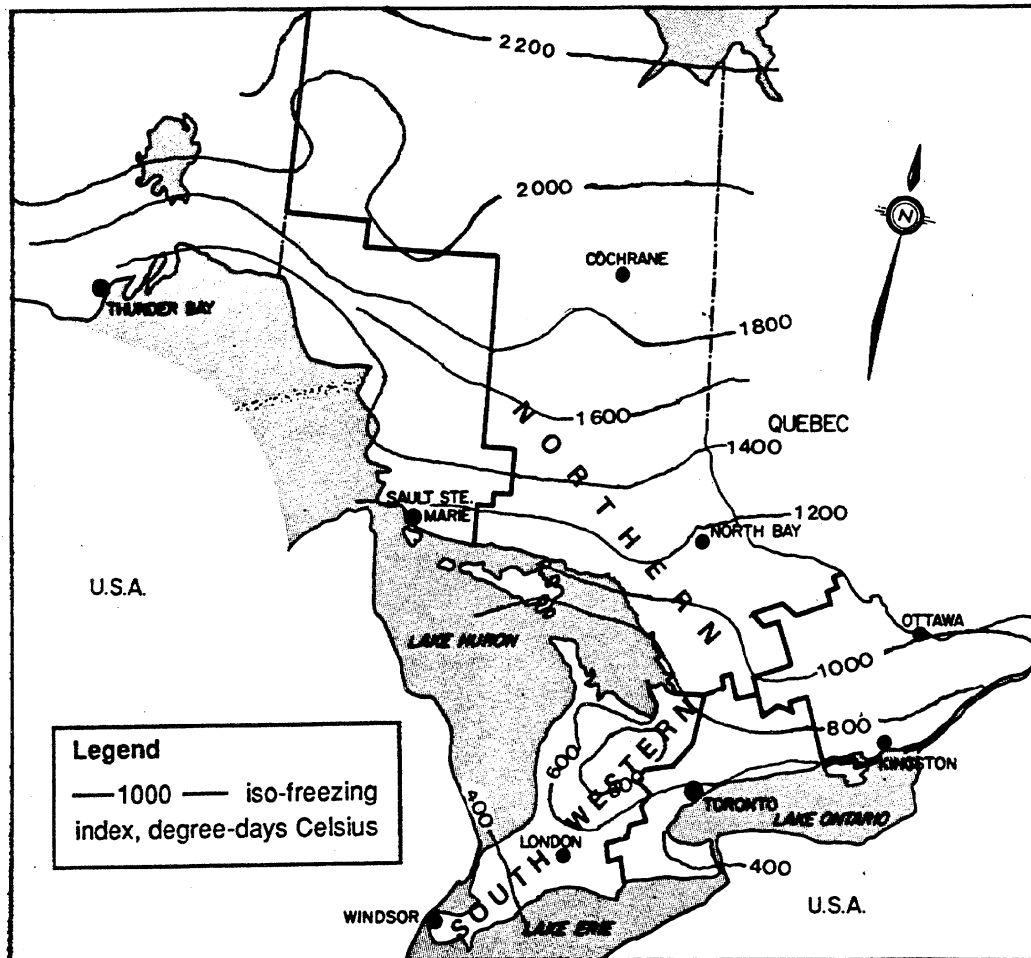 2200
2000
COCHRANE
N
THUNDER BAY
1800
1600
QUEBEC
1400
SAULT STE.
MARIE
1200
NORTH BAY
NORTHERN
U.S.A.
LAKE HURON
OTTAWA
1000
800
KINGSTON
600
SOUTH WESTERN
400
TORONTO
LAKE ONTARIO
LONDON
400
WINDSOR
LAKE ERIE
U.S.A.
Legend
1000 iso-freezing
index, degree-days Celsius